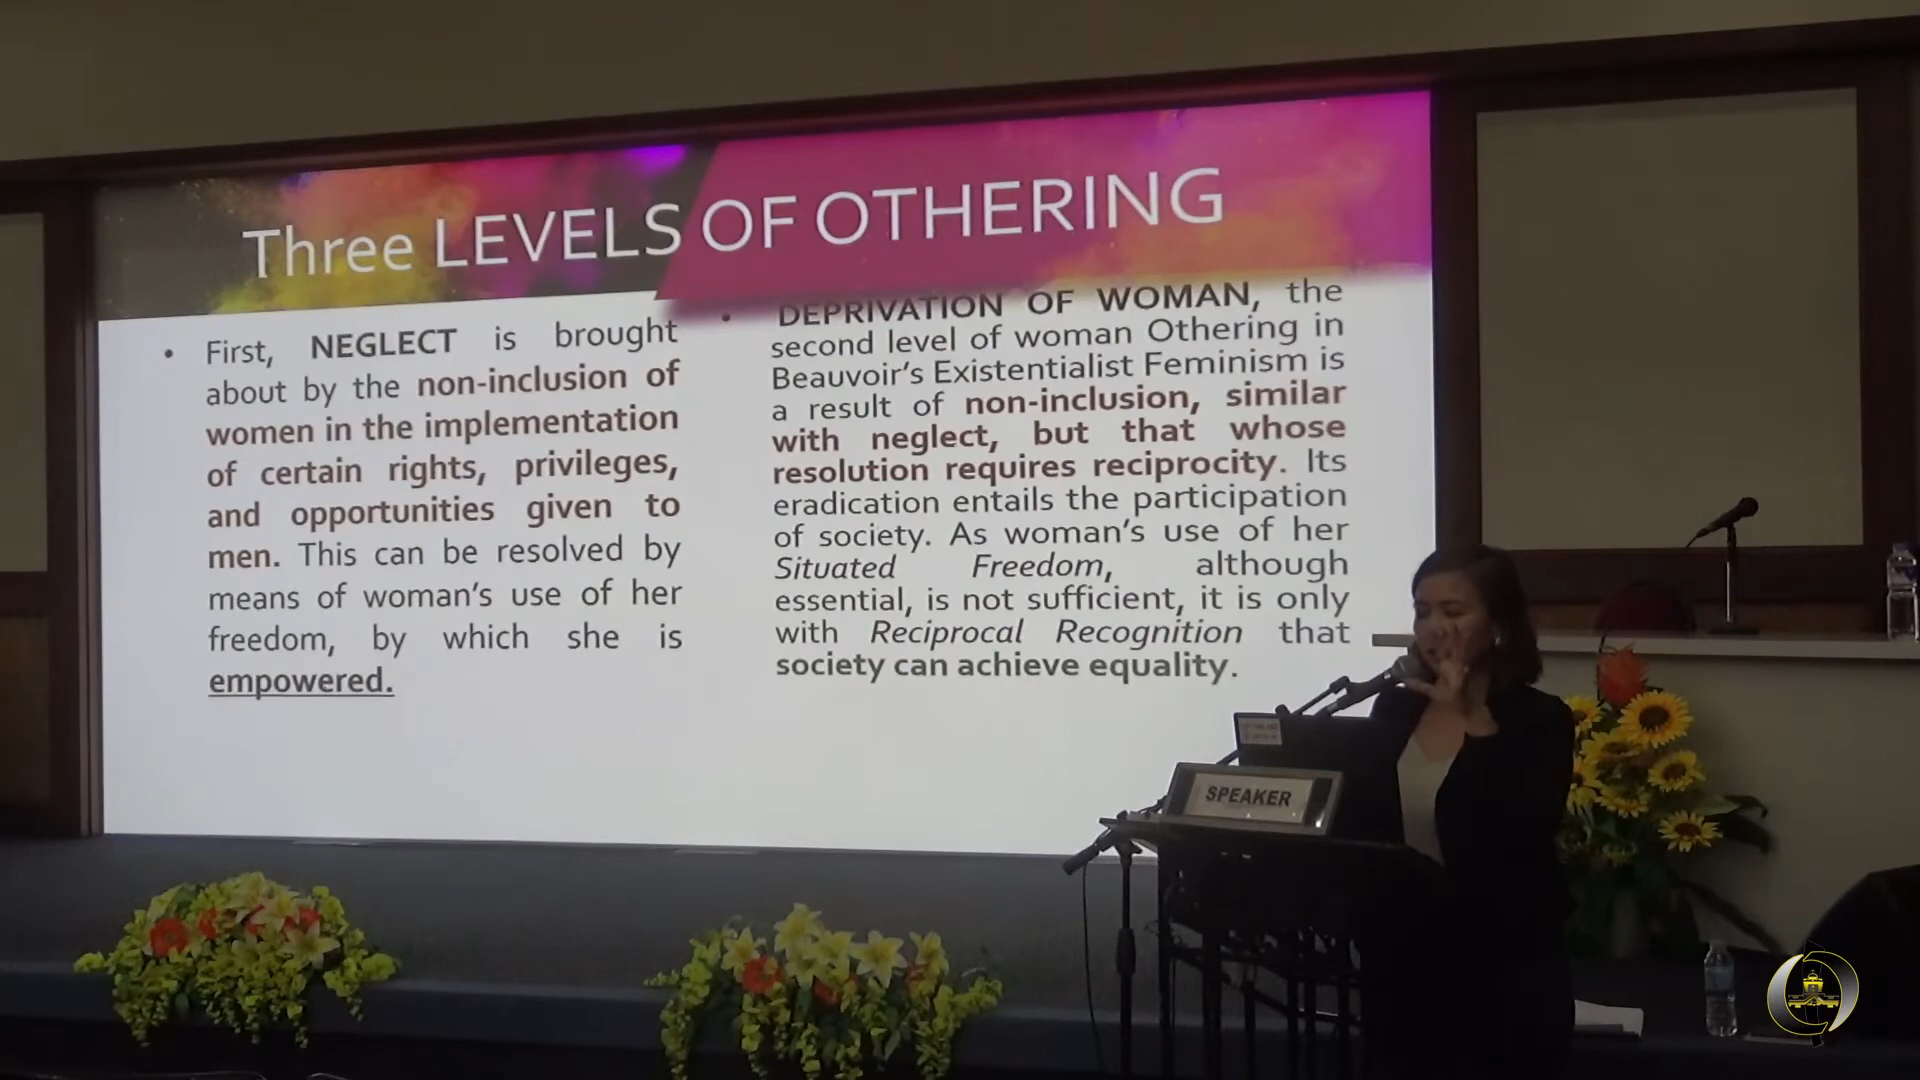 Three LEVELS OF OTHERING
• First, NEGLECT is brought
about by the non-inclusion of
women in the implementation
of certain rights, privileges,
and opportunities given to
men. This can be resolved by
means of woman's use of her
freedom, by which she is
empowered.
• DEPRIVATION OF WOMAN, the
second level of woman Othering in
Beauvoir's Existentialist Feminism is
a result of non-inclusion, similar
with neglect, but that whose
resolution requires reciprocity. Its
eradication entails the participation
of society. As woman's use of her
Situated Freedom, although
essential, is not sufficient, it is only
with Reciprocal Recognition that
society can achieve equality.
SPEAKER